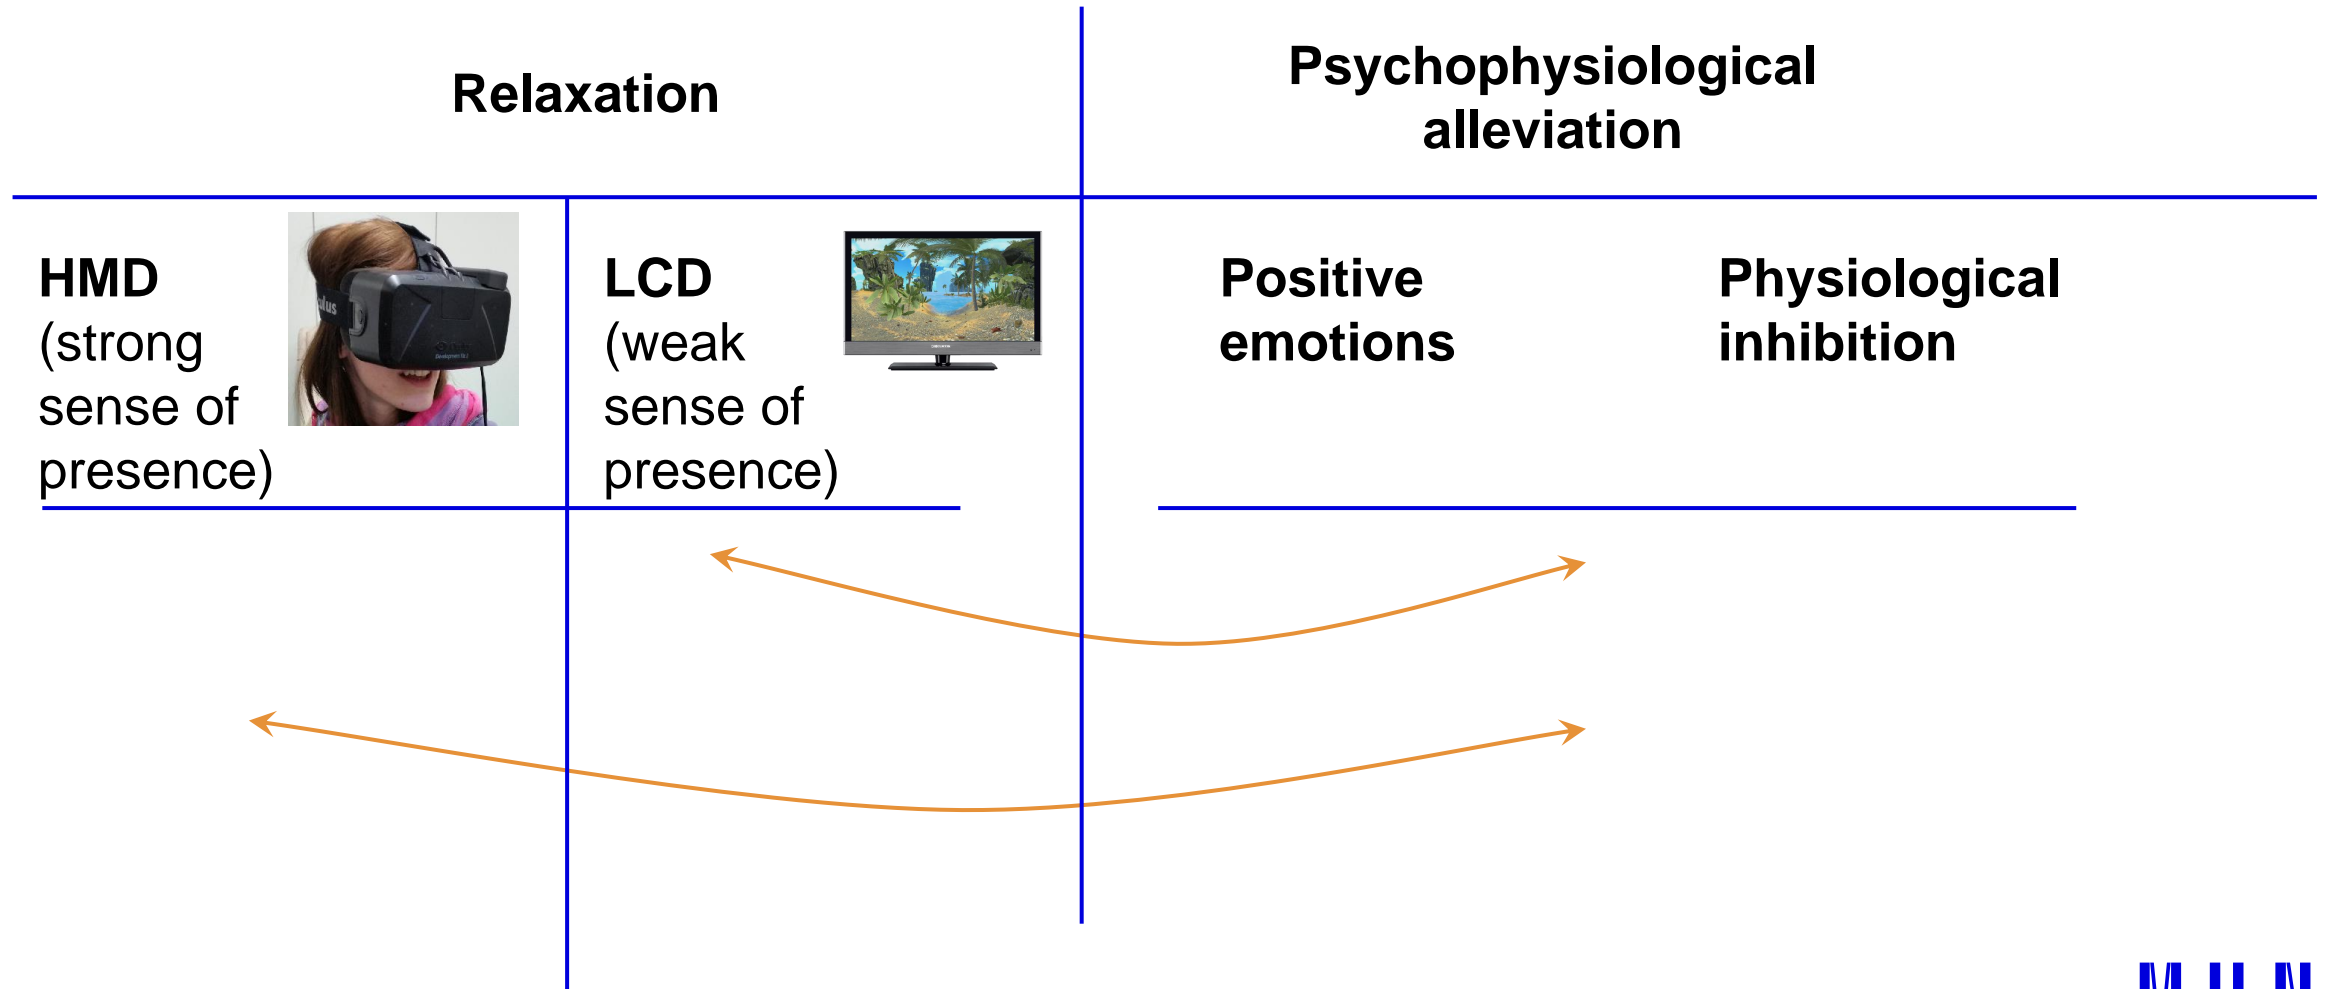 Relaxation
Psychophysiological
alleviation
HMD
(strong
sense of
presence)
LCD
(weak
sense of
presence)
Positive
emotions
Physiological
inhibition